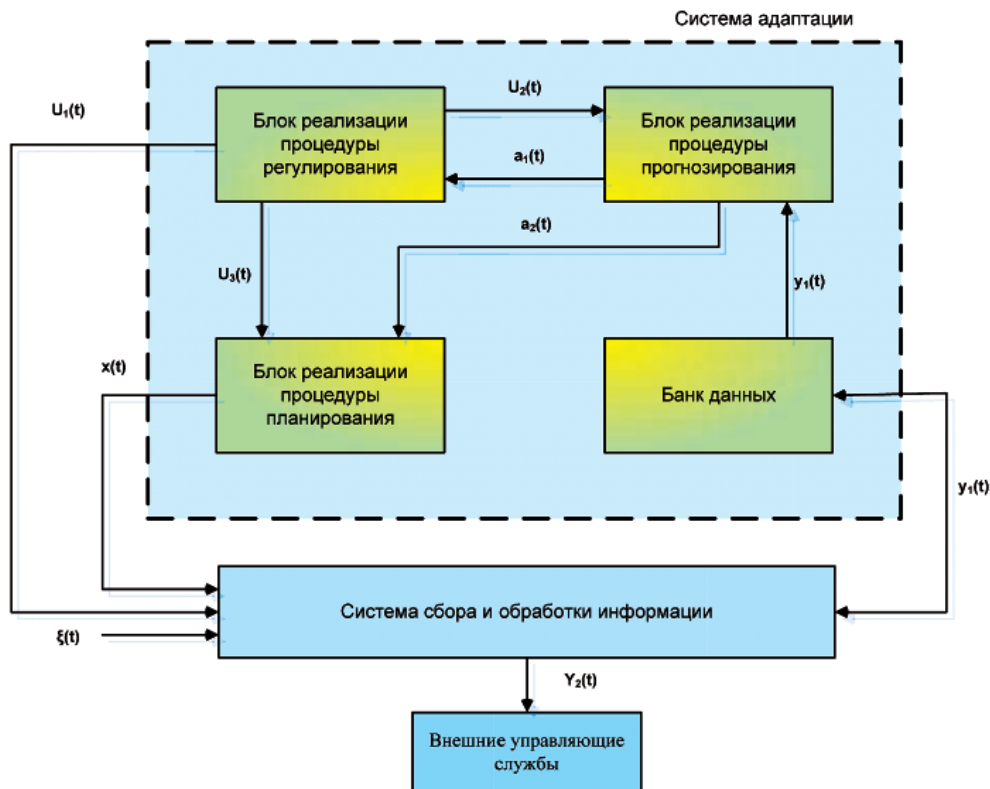 Система адаптации
U₁(t)
U₂(t)
Блок реализации
процедуры
регулирования
Блок реализации
процедуры
прогнозирования
a₁(t)
a₂(t)
U₃(t)
y₁(t)
x(t)
Блок реализации
процедуры
планирования
Банк данных
y₁(t)
Система сбора и обработки информации
ξ(t)
Y₂(t)
Внешние управляющие
службы